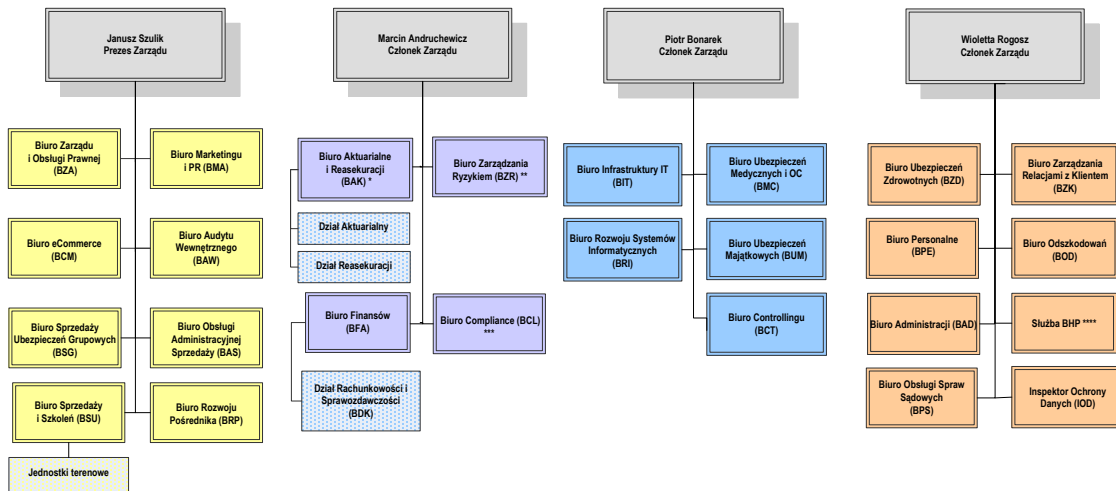 Janusz Szulik
Prezes Zarządu
Marcin Andruchewicz
Członek Zarządu
Piotr Bonarek
Członek Zarządu
Wioletta Rogosz
Członek Zarządu
Biuro Zarządu
i Obsługi Prawnej
(BZA)
Biuro Marketingu
i PR (BMA)
Biuro eCommerce
(BCM)
Biuro Audytu
Wewnętrznego
(BAW)
Biuro Sprzedaży
Ubezpieczeń Grupowych
(BSG)
Biuro Obsługi
Administracyjnej
Sprzedaży (BAS)
Biuro Sprzedaży
i Szkoleń (BSU)
Biuro Rozwoju
Pośrednika (BRP)
Jednostki terenowe
Biuro Aktuarialne
i Reasekuracji
(BAK) *
Biuro Zarządzania
Ryzykiem (BZR) **
Dział Aktuarialny
Dział Reasekuracji
Biuro Finansów
(BFA)
Biuro Compliance (BCL)
***
Dział Rachunkowości i
Sprawozdawczości
(BDK)
Biuro Infrastruktury IT
(BIT)
Biuro Ubezpieczeń
Medycznych i OC
(BMC)
Biuro Rozwoju Systemów
Informatycznych
(BRI)
Biuro Ubezpieczeń
Majątkowych (BUM)
Biuro Controllingu
(BCT)
Biuro Ubezpieczeń
Zdrowotnych (BZD)
Biuro Zarządzania
Relacjami z Klientem
(BZK)
Biuro Personalne
(BPE)
Biuro Odszkodowań
(BOD)
Biuro Administracji (BAD)
Służba BHP ****
Biuro Obsługi Spraw
Sądowych
(BPS)
Inspektor Ochrony
Danych (IOD)